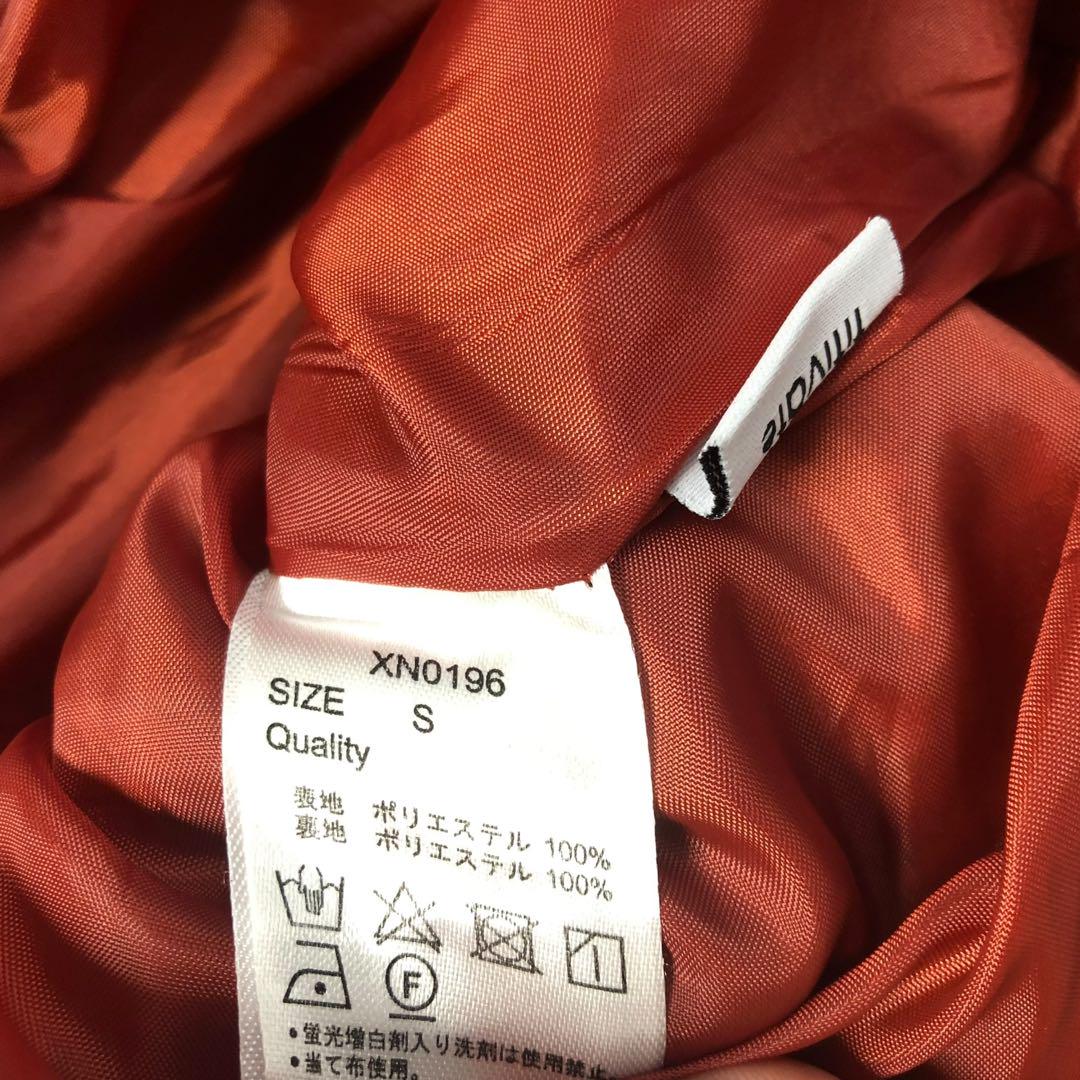 XN0196
SIZE S
Quality
表地 ポリエステル 100%
裏地 ポリエステル 100%
F
•蛍光増白剤入り洗剤は使用禁止。
•当て布使用。